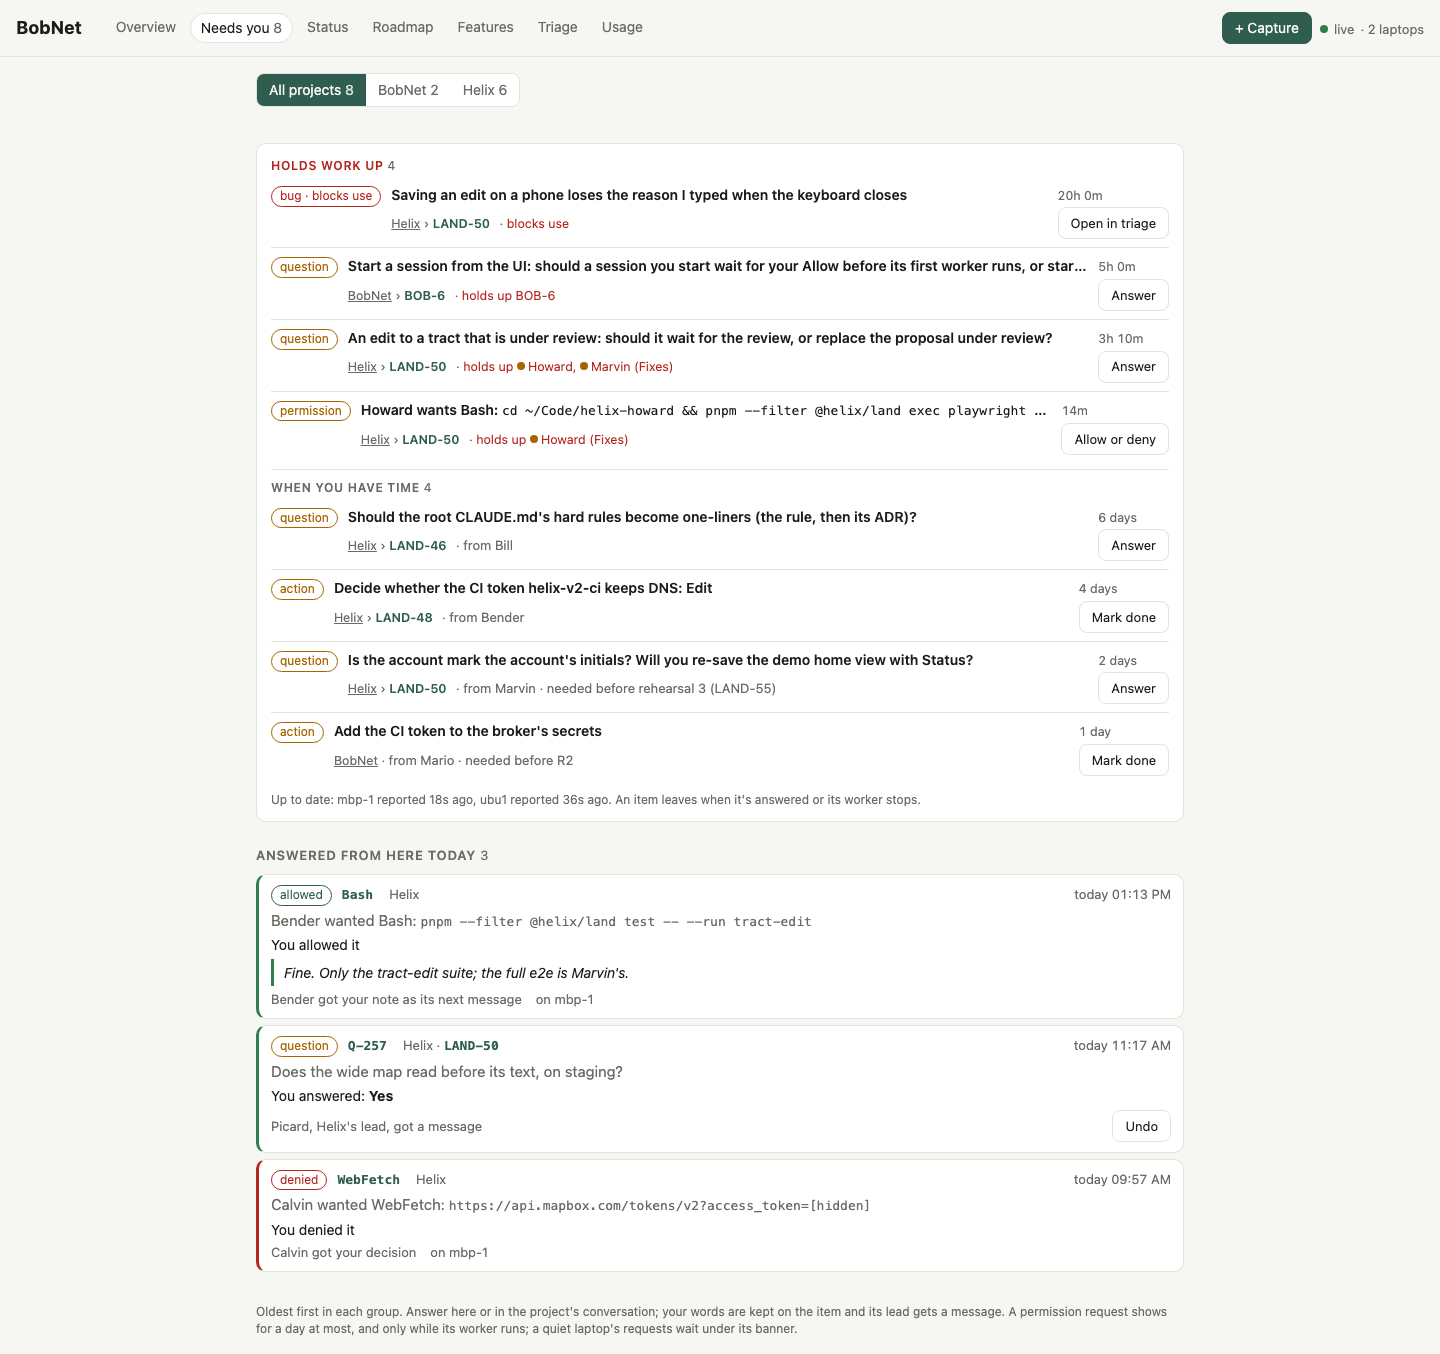 BobNet Overview Needs you 8 Status Roadmap Features Triage Usage + Capture live · 2 laptops
All projects 8 BobNet 2 Helix 6
HOLDS WORK UP 4
bug · blocks use Saving an edit on a phone loses the reason I typed when the keyboard closes 20h 0m
Helix › LAND-50 · blocks use Open in triage
question Start a session from the UI: should a session you start wait for your Allow before its first worker runs, or star... 5h 0m
BobNet › BOB-6 · holds up BOB-6 Answer
question An edit to a tract that is under review: should it wait for the review, or replace the proposal under review? 3h 10m
Helix › LAND-50 · holds up Howard, Marvin (Fixes) Answer
permission Howard wants Bash: cd ~/Code/helix-howard && pnpm --filter @helix/land exec playwright ... 14m
Helix › LAND-50 · holds up Howard (Fixes) Allow or deny
WHEN YOU HAVE TIME 4
question Should the root CLAUDE.md's hard rules become one-liners (the rule, then its ADR)? 6 days
Helix › LAND-46 · from Bill Answer
action Decide whether the CI token helix-v2-ci keeps DNS: Edit 4 days
Helix › LAND-48 · from Bender Mark done
question Is the account mark the account's initials? Will you re-save the demo home view with Status? 2 days
Helix › LAND-50 · from Marvin · needed before rehearsal 3 (LAND-55) Answer
action Add the CI token to the broker's secrets 1 day
BobNet · from Mario · needed before R2 Mark done
Up to date: mbp-1 reported 18s ago, ubu1 reported 36s ago. An item leaves when it's answered or its worker stops.
ANSWERED FROM HERE TODAY 3
allowed Bash Helix today 01:13 PM
Bender wanted Bash: pnpm --filter @helix/land test -- --run tract-edit
You allowed it
Fine. Only the tract-edit suite; the full e2e is Marvin's.
Bender got your note as its next message on mbp-1
question Q-257 Helix · LAND-50 today 11:17 AM
Does the wide map read before its text, on staging?
You answered: Yes
Picard, Helix's lead, got a message Undo
denied WebFetch Helix today 09:57 AM
Calvin wanted WebFetch: https://api.mapbox.com/tokens/v2?access_token=[hidden]
You denied it
Calvin got your decision on mbp-1
Oldest first in each group. Answer here or in the project's conversation; your words are kept on the item and its lead gets a message. A permission request shows
for a day at most, and only while its worker runs; a quiet laptop's requests wait under its banner.